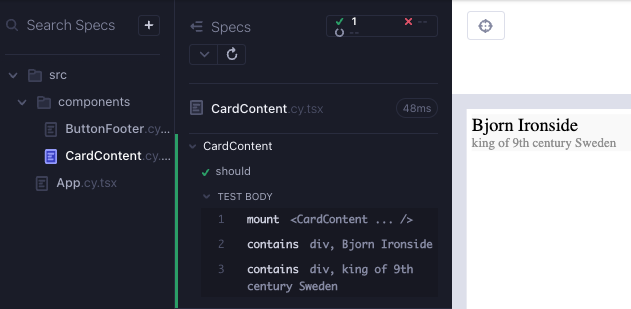 Search Specs
+
src
components
ButtonFooter.cy...
CardContent.cy....
App.cy.tsx
Specs
1
--
--
CardContent.cy.tsx
48ms
CardContent
should
TEST BODY
1 mount <CardContent ... />
2 contains div, Bjorn Ironside
3 contains div, king of 9th
century Sweden
Bjorn Ironside
king of 9th century Sweden